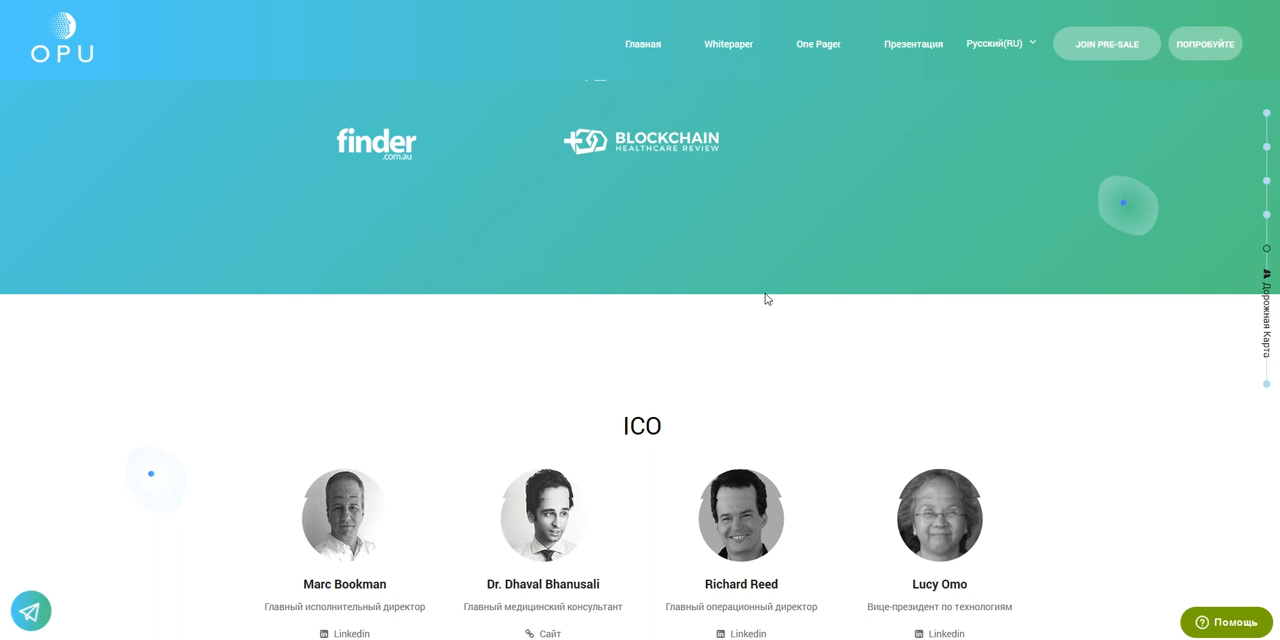 OPU
Главная
Whitepaper
One Pager
Презентация
Русский(RU)
JOIN PRE-SALE
ПОПРОБУЙТЕ
finder
.com.au
BLOCKCHAIN
HEALTHCARE REVIEW
Дорожная Карта
ICO
Marc Bookman
Dr. Dhaval Bhanusali
Richard Reed
Lucy Omo
Главный исполнительный директор
Главный медицинский консультант
Главный операционный директор
Вице-президент по технологиям
Linkedin
Сайт
Linkedin
Linkedin
Помощь